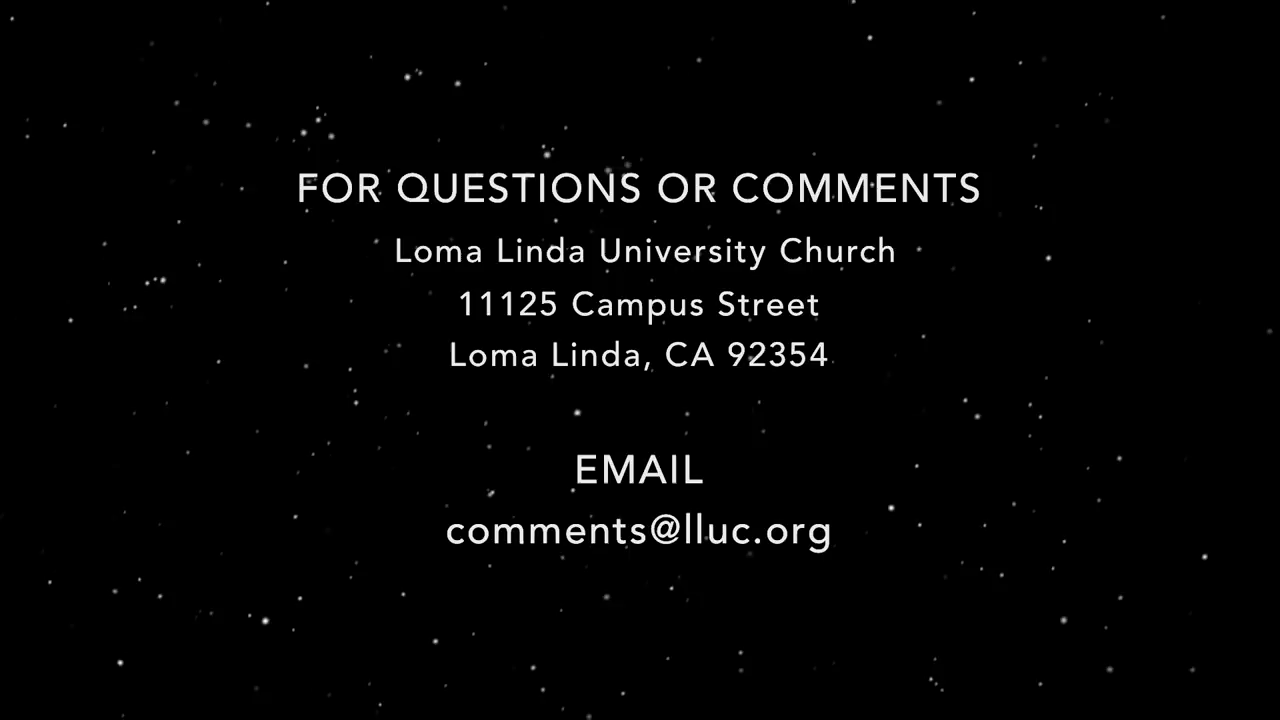 FOR QUESTIONS OR COMMENTS
Loma Linda University Church
11125 Campus Street
Loma Linda, CA 92354
EMAIL
comments@lluc.org